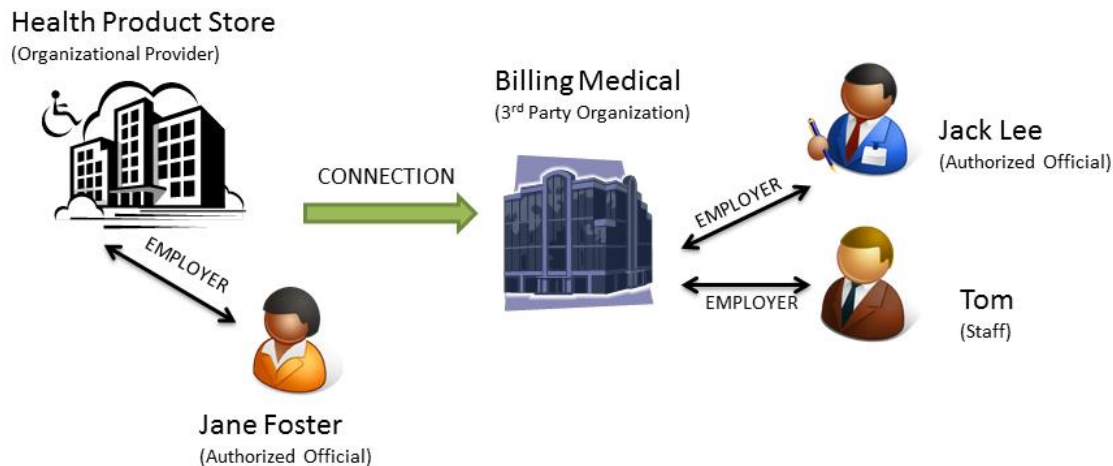 Health Product Store
(Organizational Provider)
Billing Medical
(3rd Party Organization)
Jack Lee
(Authorized Official)
CONNECTION
EMPLOYER
EMPLOYER
EMPLOYER
Tom
(Staff)
Jane Foster
(Authorized Official)